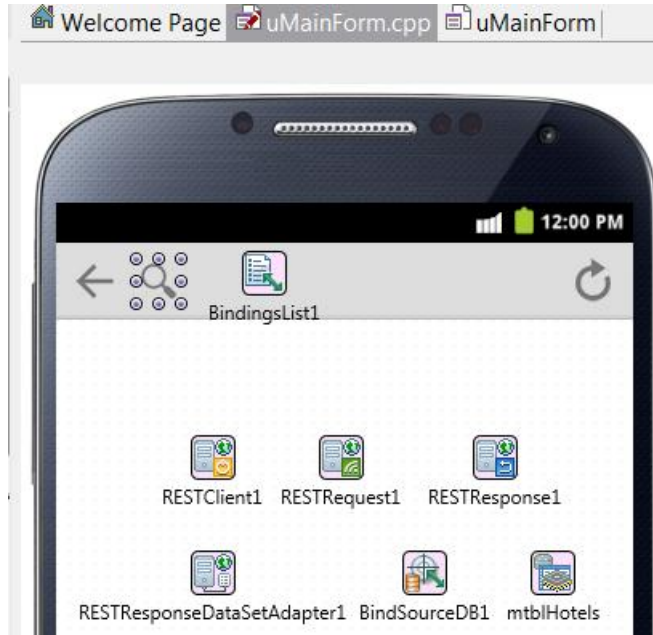 Welcome Page uMainForm.cpp uMainForm
12:00 PM
BindingsList1
RESTClient1 RESTRequest1 RESTResponse1
RESTResponseDataSetAdapter1 BindSourceDB1 mtblHotels